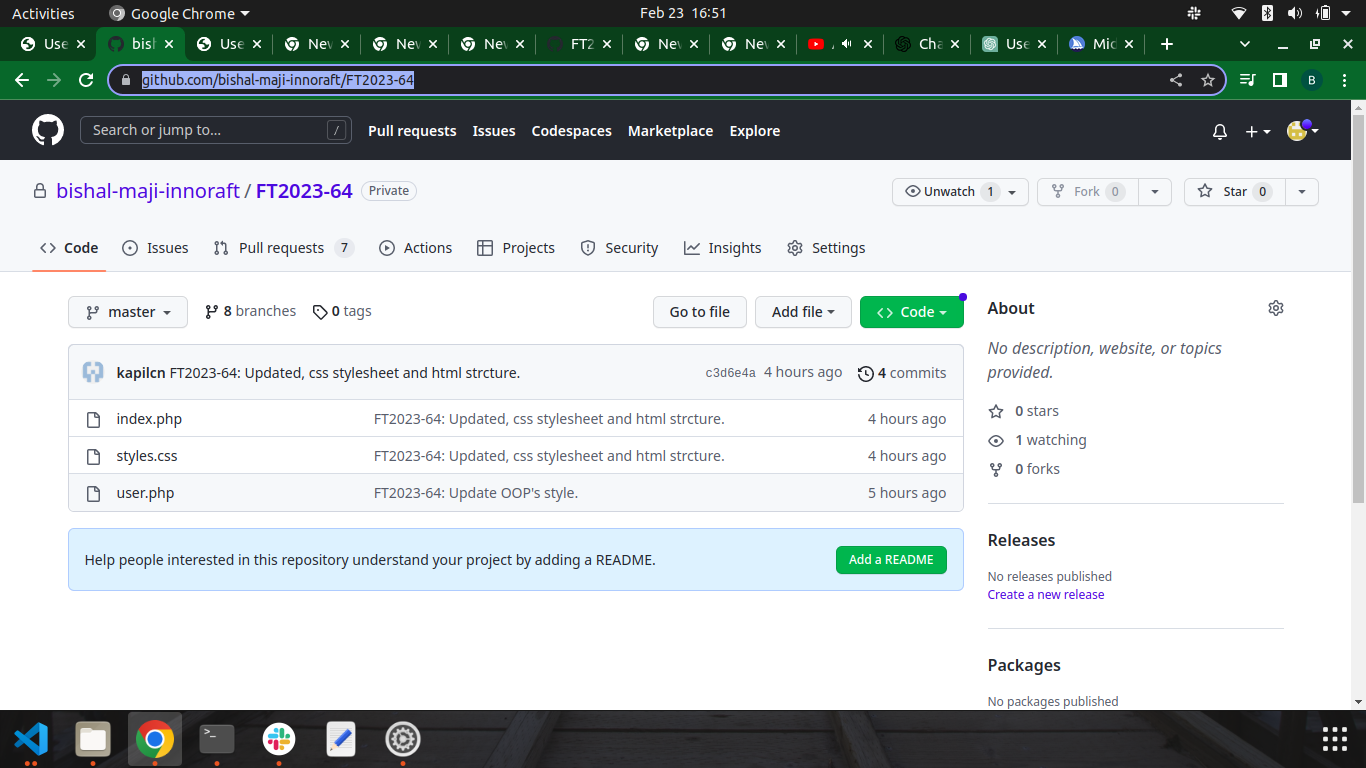 Activities Google Chrome Feb 23 16:51
Use bish Use New New New FT2 New New A Cha Use Mid
github.com/bishal-maji-innoraft/FT2023-64 B
Search or jump to... / Pull requests Issues Codespaces Marketplace Explore
bishal-maji-innoraft / FT2023-64 Private Unwatch 1 Fork 0 Star 0
Code Issues Pull requests 7 Actions Projects Security Insights Settings
master 8 branches 0 tags Go to file Add file Code
kapilcn FT2023-64: Updated, css stylesheet and html strcture. c3d6e4a 4 hours ago 4 commits
index.php FT2023-64: Updated, css stylesheet and html strcture. 4 hours ago
styles.css FT2023-64: Updated, css stylesheet and html strcture. 4 hours ago
user.php FT2023-64: Update OOP's style. 5 hours ago
Help people interested in this repository understand your project by adding a README. Add a README
About
No description, website, or topics
provided.
0 stars
1 watching
0 forks
Releases
No releases published
Create a new release
Packages
No packages published